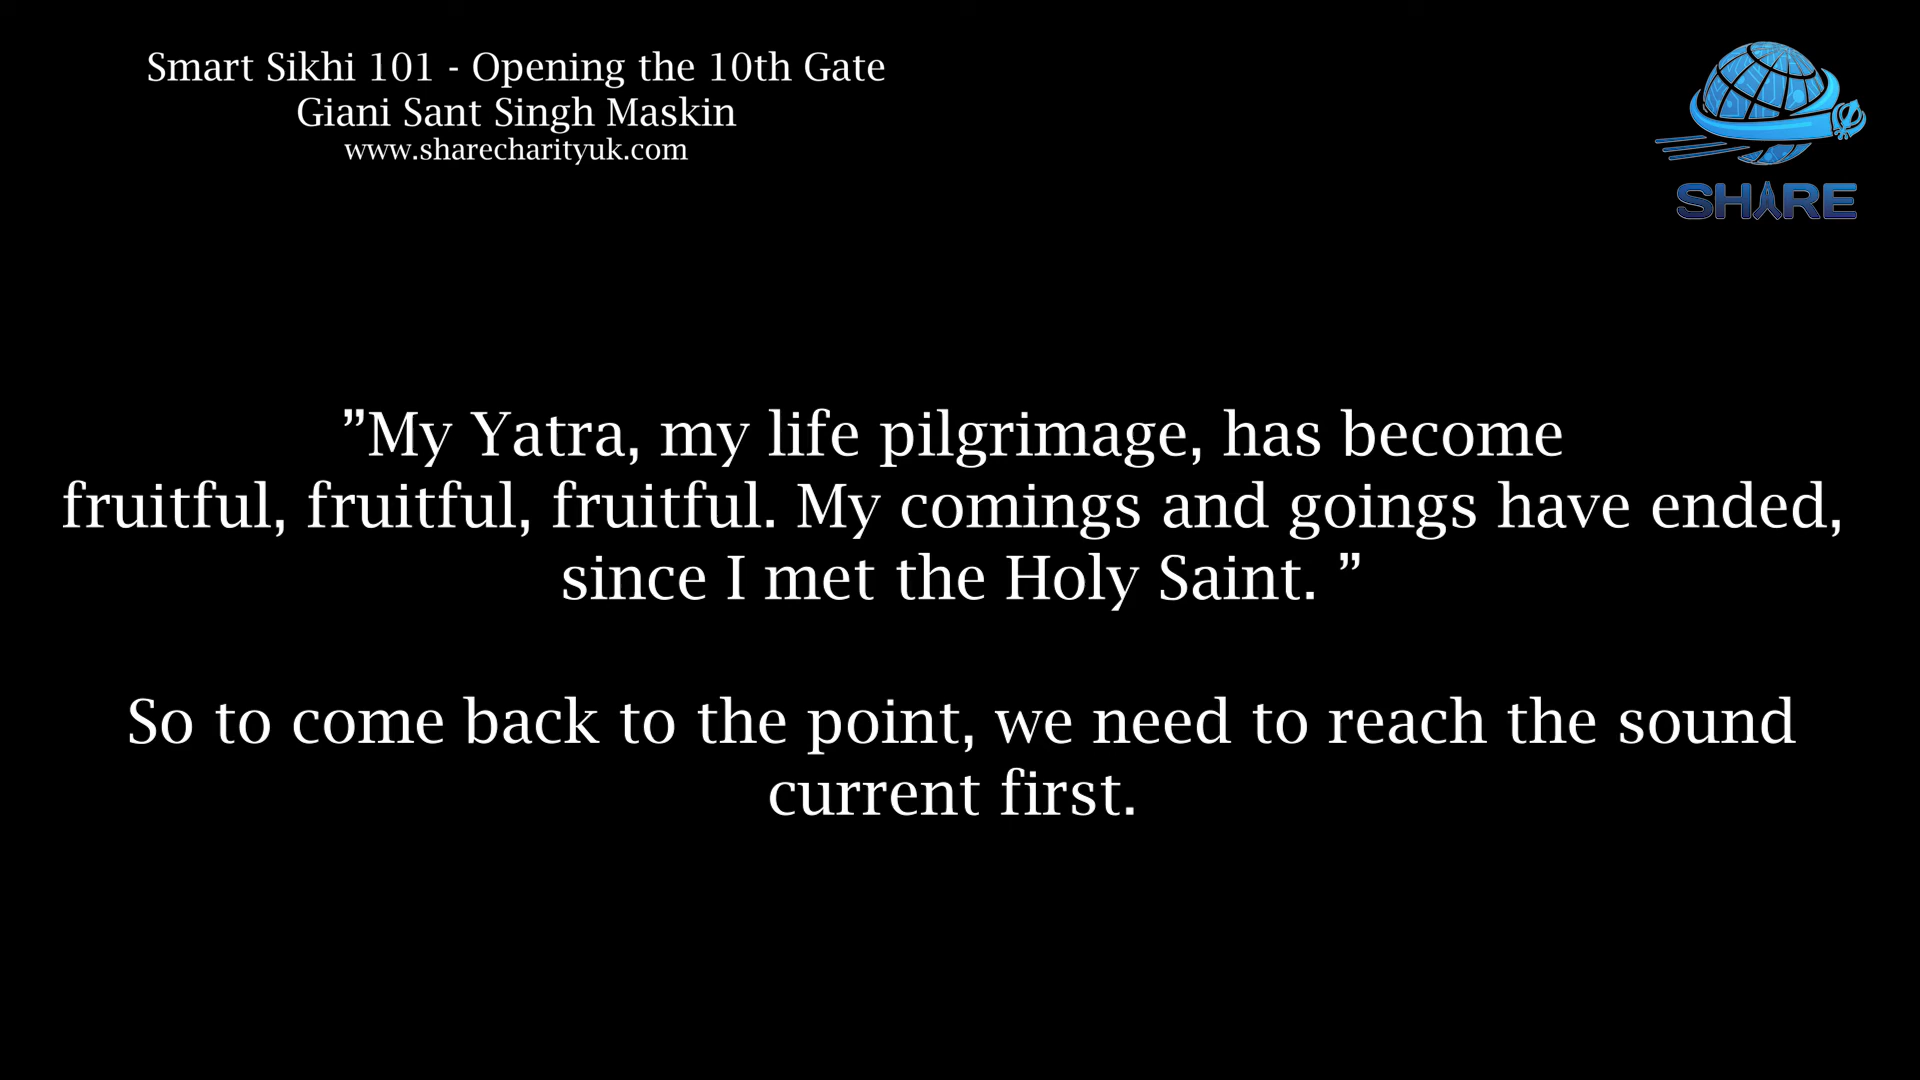 Smart Sikhi 101 - Opening the 10th Gate
Giani Sant Singh Maskin
www.sharecharityuk.com
SHARE
”My Yatra, my life pilgrimage, has become
fruitful, fruitful, fruitful. My comings and goings have ended,
since I met the Holy Saint. ”
So to come back to the point, we need to reach the sound
current first.